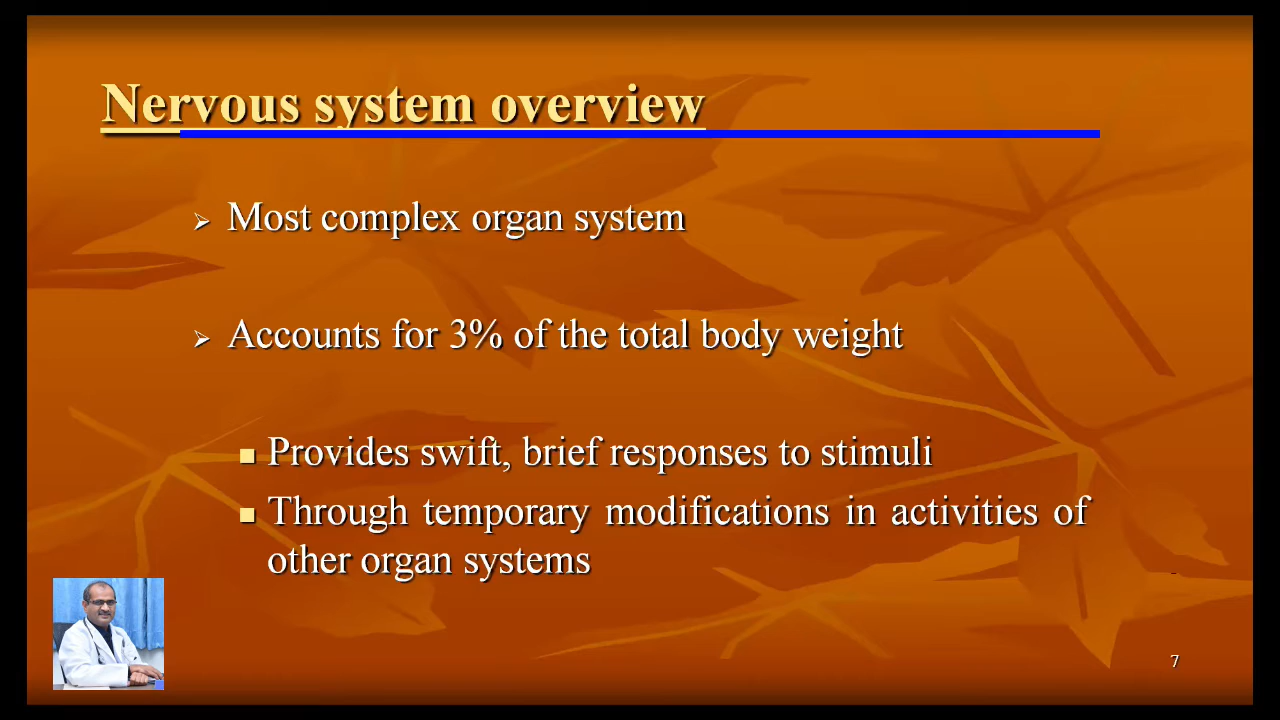 Nervous system overview
Most complex organ system
Accounts for 3% of the total body weight
Provides swift, brief responses to stimuli
Through temporary modifications in activities of
other organ systems
7